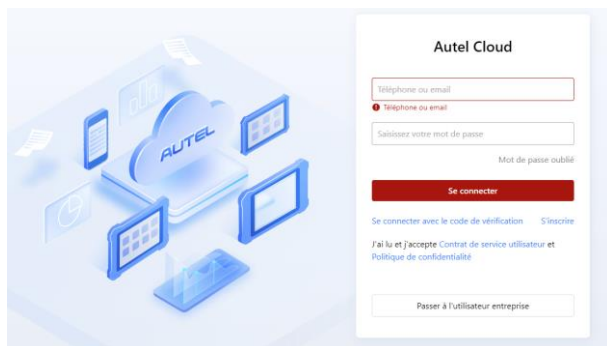 AUTEL
Autel Cloud
Téléphone ou email
Téléphone ou email
Saisissez votre mot de passe
Mot de passe oublié
Se connecter
Se connecter avec le code de vérification S'inscrire
J'ai lu et j'accepte Contrat de service utilisateur et
Politique de confidentialité
Passer à l'utilisateur entreprise